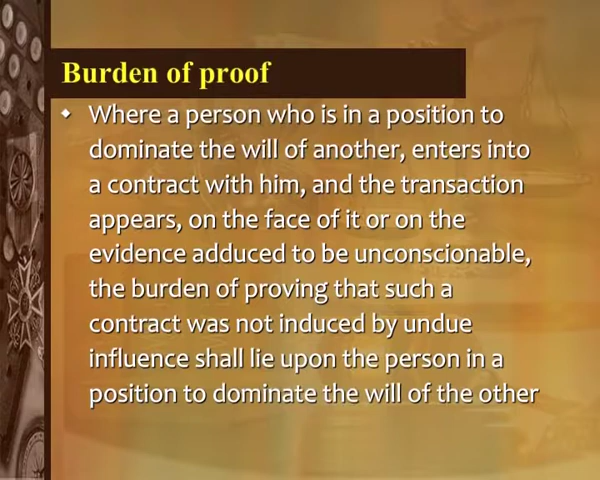 Burden of proof
Where a person who is in a position to
dominate the will of another, enters into
a contract with him, and the transaction
appears, on the face of it or on the
evidence adduced to be unconscionable,
the burden of proving that such a
contract was not induced by undue
influence shall lie upon the person in a
position to dominate the will of the other